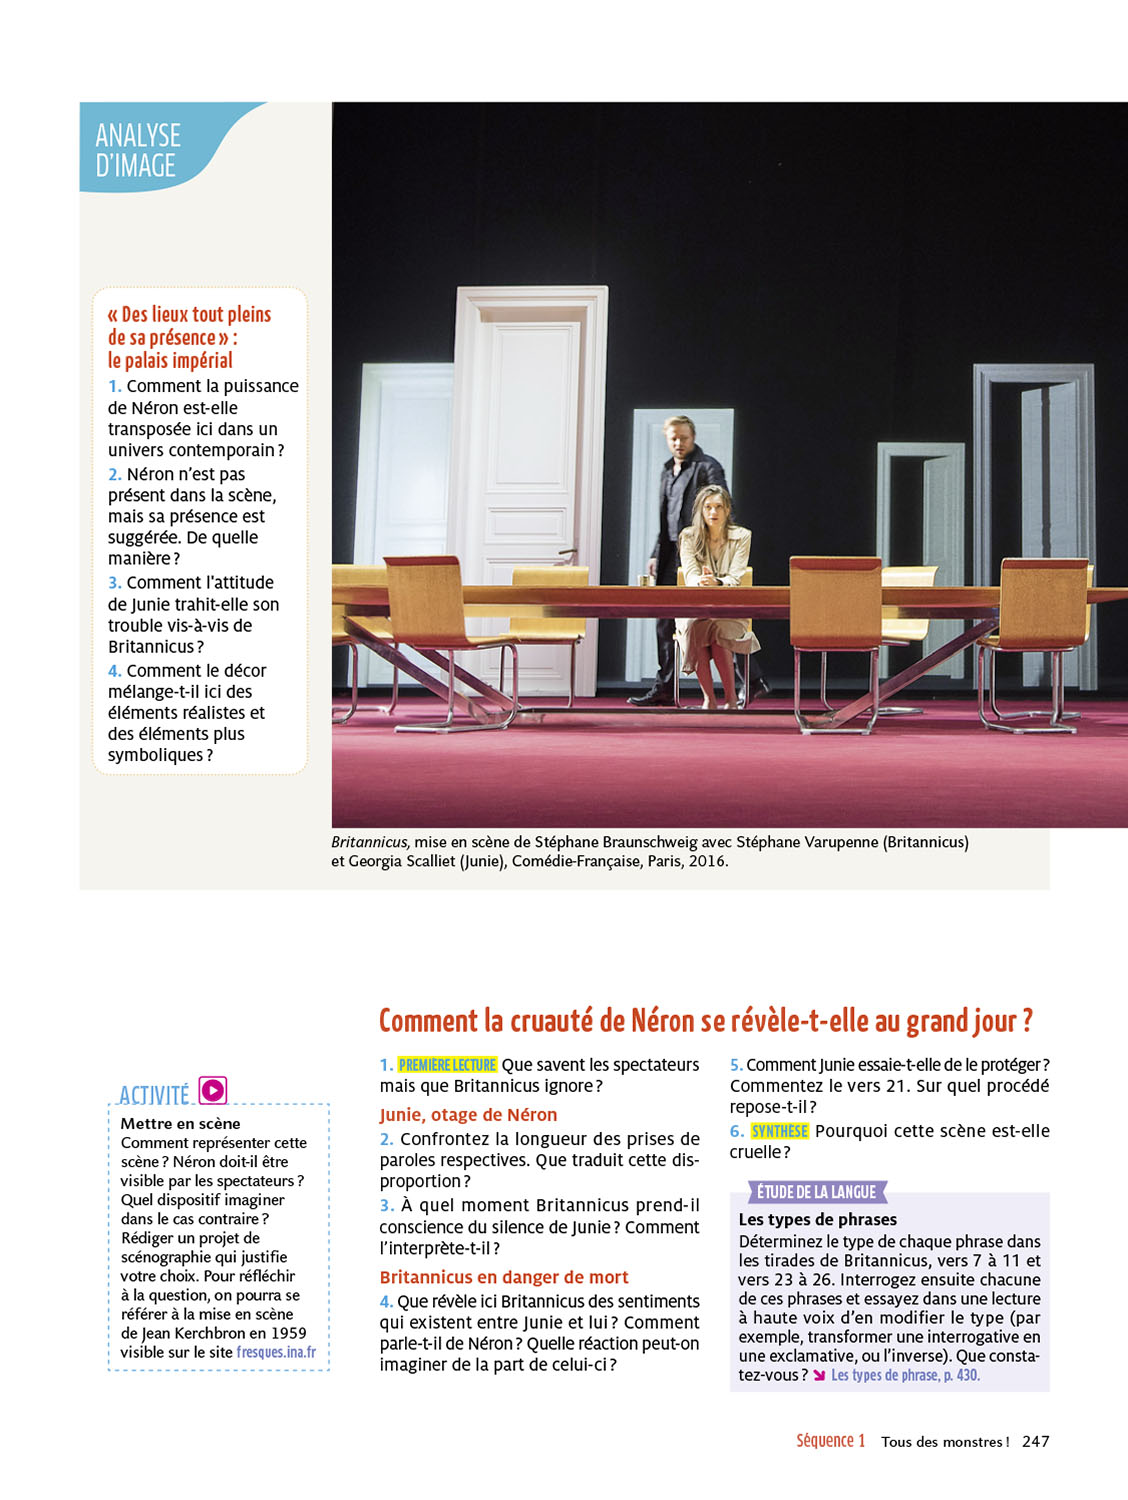 ANALYSE
D'IMAGE
« Des lieux tout pleins
de sa présence » :
le palais impérial
1. Comment la puissance
de Néron est-elle
transposée ici dans un
univers contemporain ?
2. Néron n'est pas
présent dans la scène,
mais sa présence est
suggérée. De quelle
manière ?
3. Comment l'attitude
de Junie trahit-elle son
trouble vis-à-vis de
Britannicus ?
4. Comment le décor
mélange-t-il ici des
éléments réalistes et
des éléments plus
symboliques ?
Britannicus, mise en scène de Stéphane Braunschweig avec Stéphane Varupenne (Britannicus)
et Georgia Scalliet (Junie), Comédie-Française, Paris, 2016.
ACTIVITÉ
Mettre en scène
Comment représenter cette
scène ? Néron doit-il être
visible par les spectateurs ?
Quel dispositif imaginer
dans le cas contraire ?
Rédiger un projet de
scénographie qui justifie
votre choix. Pour réfléchir
à la question, on pourra se
référer à la mise en scène
de Jean Kerchbron en 1959
visible sur le site fresques.ina.fr
Comment la cruauté de Néron se révèle-t-elle au grand jour ?
1. PREMIÈRE LECTURE Que savent les spectateurs
mais que Britannicus ignore ?
Junie, otage de Néron
2. Confrontez la longueur des prises de
paroles respectives. Que traduit cette dis-
proportion ?
3. À quel moment Britannicus prend-il
conscience du silence de Junie ? Comment
l'interprète-t-il ?
Britannicus en danger de mort
4. Que révèle ici Britannicus des sentiments
qui existent entre Junie et lui ? Comment
parle-t-il de Néron ? Quelle réaction peut-on
imaginer de la part de celui-ci ?
5. Comment Junie essaie-t-elle de le protéger ?
Commentez le vers 21. Sur quel procédé
repose-t-il ?
6. SYNTHÈSE Pourquoi cette scène est-elle
cruelle ?
ÉTUDE DE LA LANGUE
Les types de phrases
Déterminez le type de chaque phrase dans
les tirades de Britannicus, vers 7 à 11 et
vers 23 à 26. Interrogez ensuite chacune
de ces phrases et essayez dans une lecture
à haute voix d'en modifier le type (par
exemple, transformer une interrogative en
une exclamative, ou l'inverse). Que consta-
tez-vous ? Les types de phrase, p. 430.
Séquence 1 Tous des monstres ! 247